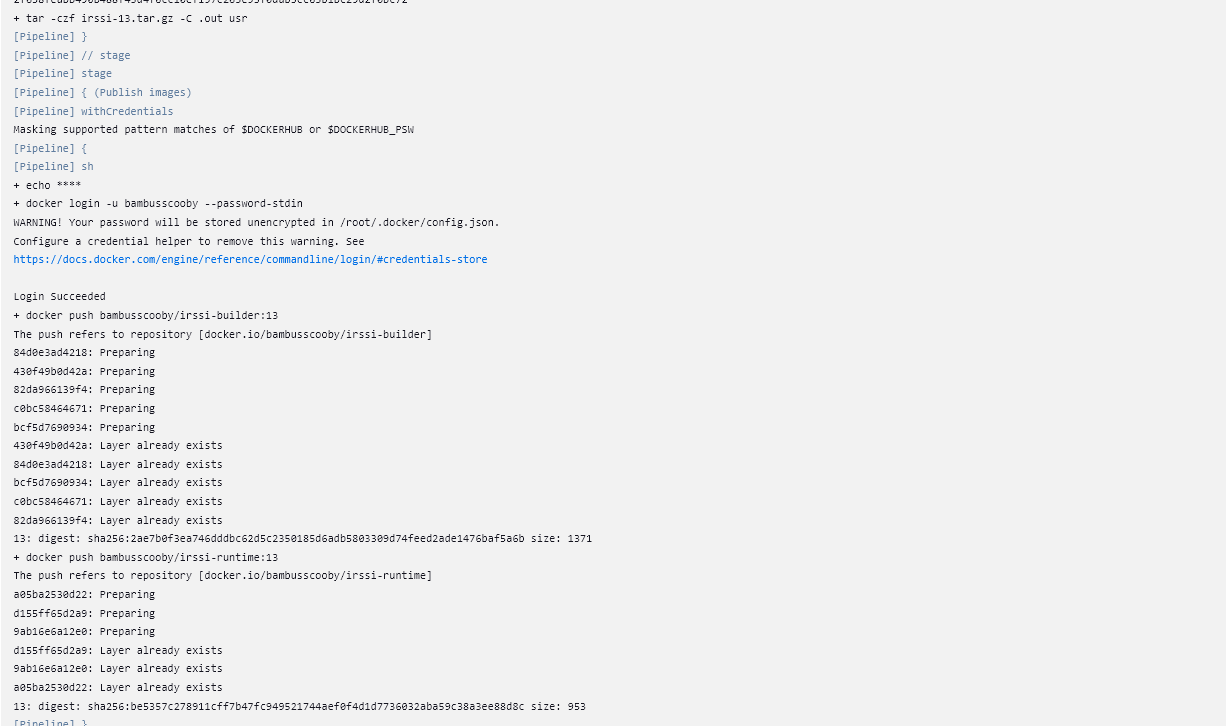 + tar -czf irssi-13.tar.gz -C .out usr
[Pipeline] }
[Pipeline] // stage
[Pipeline] stage
[Pipeline] { (Publish images)
[Pipeline] withCredentials
Masking supported pattern matches of $DOCKERHUB or $DOCKERHUB_PSW
[Pipeline] {
[Pipeline] sh
+ echo ****
+ docker login -u bambusscooby --password-stdin
WARNING! Your password will be stored unencrypted in /root/.docker/config.json.
Configure a credential helper to remove this warning. See
https://docs.docker.com/engine/reference/commandline/login/#credentials-store
Login Succeeded
+ docker push bambusscooby/irssi-builder:13
The push refers to repository [docker.io/bambusscooby/irssi-builder]
84d0e3ad4218: Preparing
430f49b0d42a: Preparing
82da966139f4: Preparing
c0bc58464671: Preparing
bcf5d7690934: Preparing
430f49b0d42a: Layer already exists
84d0e3ad4218: Layer already exists
bcf5d7690934: Layer already exists
c0bc58464671: Layer already exists
82da966139f4: Layer already exists
13: digest: sha256:2ae7b0f3ea746dddbc62d5c2350185d6adb5803309d74feed2ade1476baf5a6b size: 1371
+ docker push bambusscooby/irssi-runtime:13
The push refers to repository [docker.io/bambusscooby/irssi-runtime]
a05ba2530d22: Preparing
d155ff65d2a9: Preparing
9ab16e6a12e0: Preparing
d155ff65d2a9: Layer already exists
9ab16e6a12e0: Layer already exists
a05ba2530d22: Layer already exists
13: digest: sha256:be5357c278911cff7b47fc949521744aef0f4d1d7736032aba59c38a3ee88d8c size: 953
[Pipeline] }